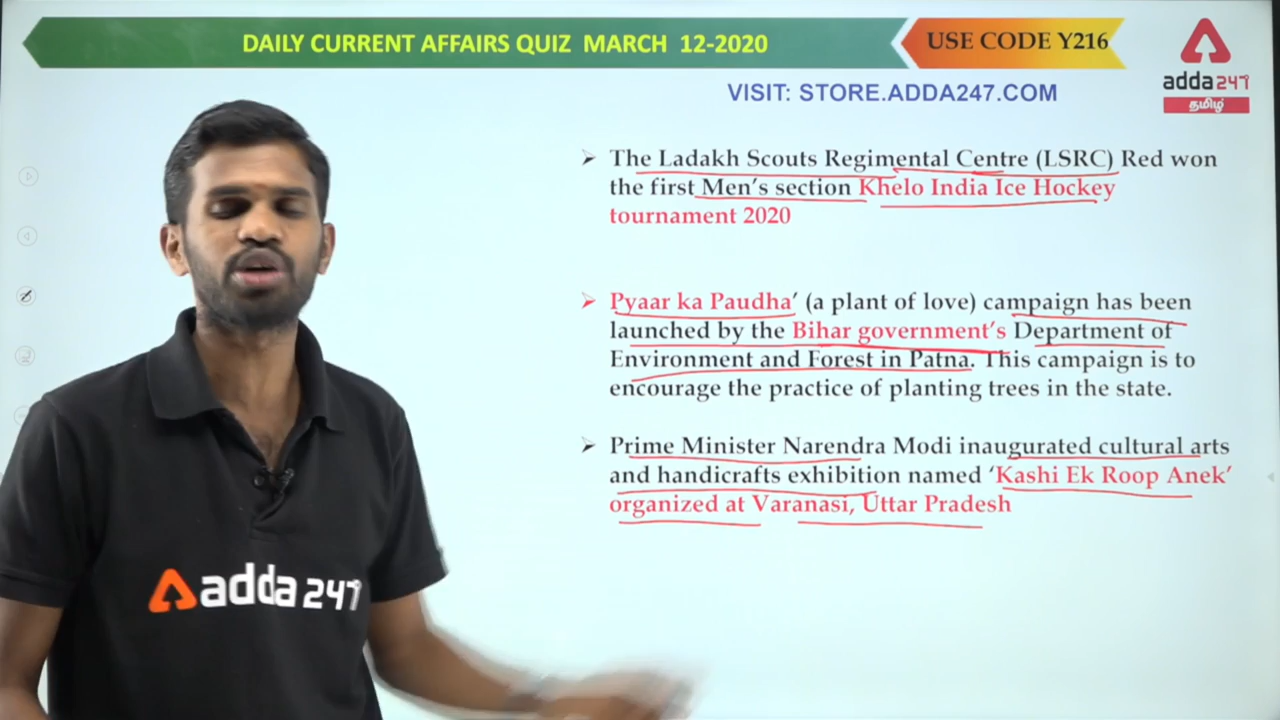 DAILY CURRENT AFFAIRS QUIZ MARCH 12-2020
USE CODE Y216
adda247
தமிழ்
VISIT: STORE.ADDA247.COM
➢ The Ladakh Scouts Regimental Centre (LSRC) Red won
the first Men's section Khelo India Ice Hockey
tournament 2020
➢ Pyaar ka Paudha' (a plant of love) campaign has been
launched by the Bihar government's Department of
Environment and Forest in Patna. This campaign is to
encourage the practice of planting trees in the state.
➢ Prime Minister Narendra Modi inaugurated cultural arts
and handicrafts exhibition named 'Kashi Ek Roop Anek'
organized at Varanasi, Uttar Pradesh
adda247